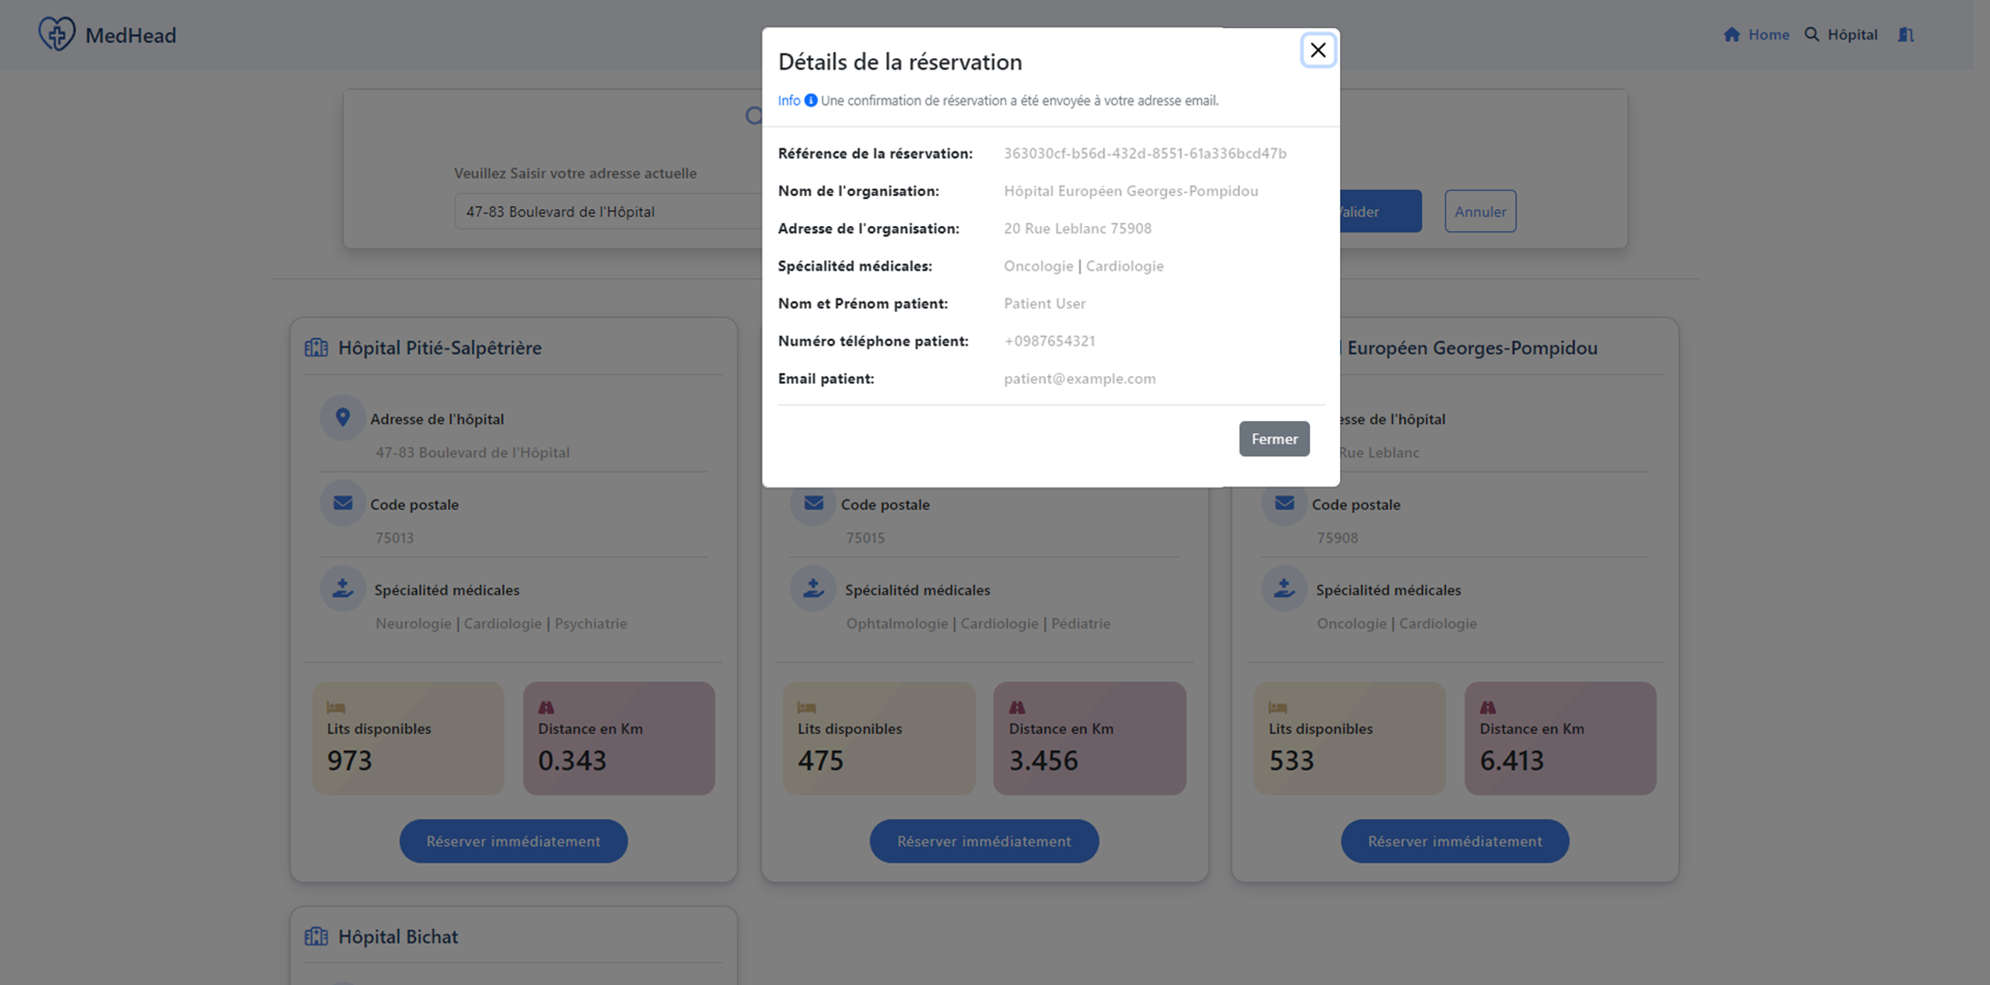 MedHead
Home
Hôpital
Détails de la réservation
Info Une confirmation de réservation a été envoyée à votre adresse email.
Référence de la réservation: 363030cf-b56d-432d-8551-61a336bcd47b
Nom de l'organisation: Hôpital Européen Georges-Pompidou
Adresse de l'organisation: 20 Rue Leblanc 75908
Spécialitéd médicales: Oncologie | Cardiologie
Nom et Prénom patient: Patient User
Numéro téléphone patient: +0987654321
Email patient: patient@example.com
Fermer
Veuillez Saisir votre adresse actuelle
47-83 Boulevard de l'Hôpital
alider
Annuler
Hôpital Pitié-Salpêtrière
Adresse de l'hôpital
47-83 Boulevard de l'Hôpital
Code postale
75013
Spécialitéd médicales
Neurologie | Cardiologie | Psychiatrie
Lits disponibles
973
Distance en Km
0.343
Réserver immédiatement
Code postale
75015
Spécialitéd médicales
Ophtalmologie | Cardiologie | Pédiatrie
Lits disponibles
475
Distance en Km
3.456
Réserver immédiatement
l Européen Georges-Pompidou
esse de l'hôpital
Rue Leblanc
Code postale
75908
Spécialitéd médicales
Oncologie | Cardiologie
Lits disponibles
533
Distance en Km
6.413
Réserver immédiatement
Hôpital Bichat